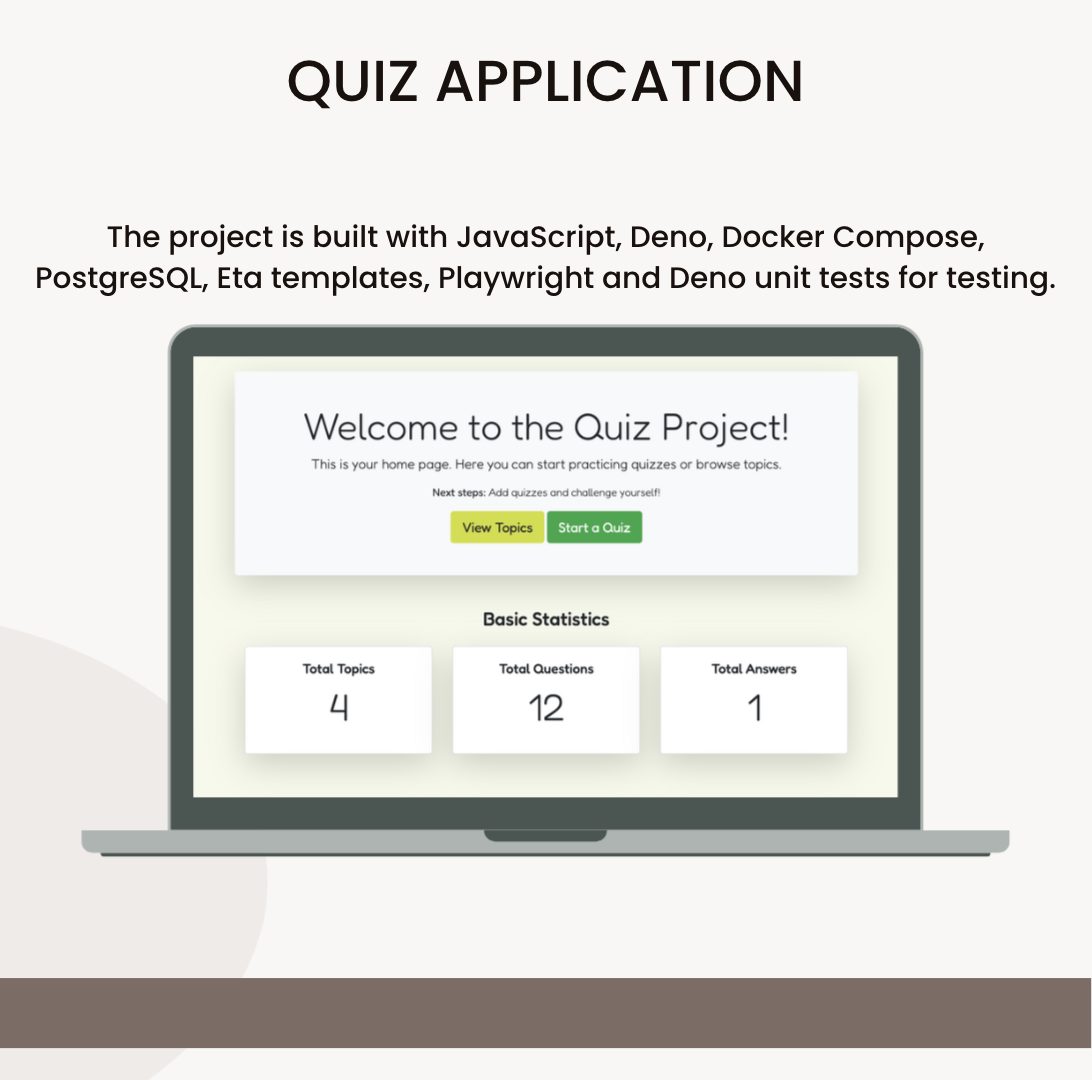 QUIZ APPLICATION
The project is built with JavaScript, Deno, Docker Compose,
PostgreSQL, Eta templates, Playwright and Deno unit tests for testing.
Welcome to the Quiz Project!
This is your home page. Here you can start practicing quizzes or browse topics.
Next steps: Add quizzes and challenge yourself!
View Topics Start a Quiz
Basic Statistics
Total Topics Total Questions Total Answers
4 12 1